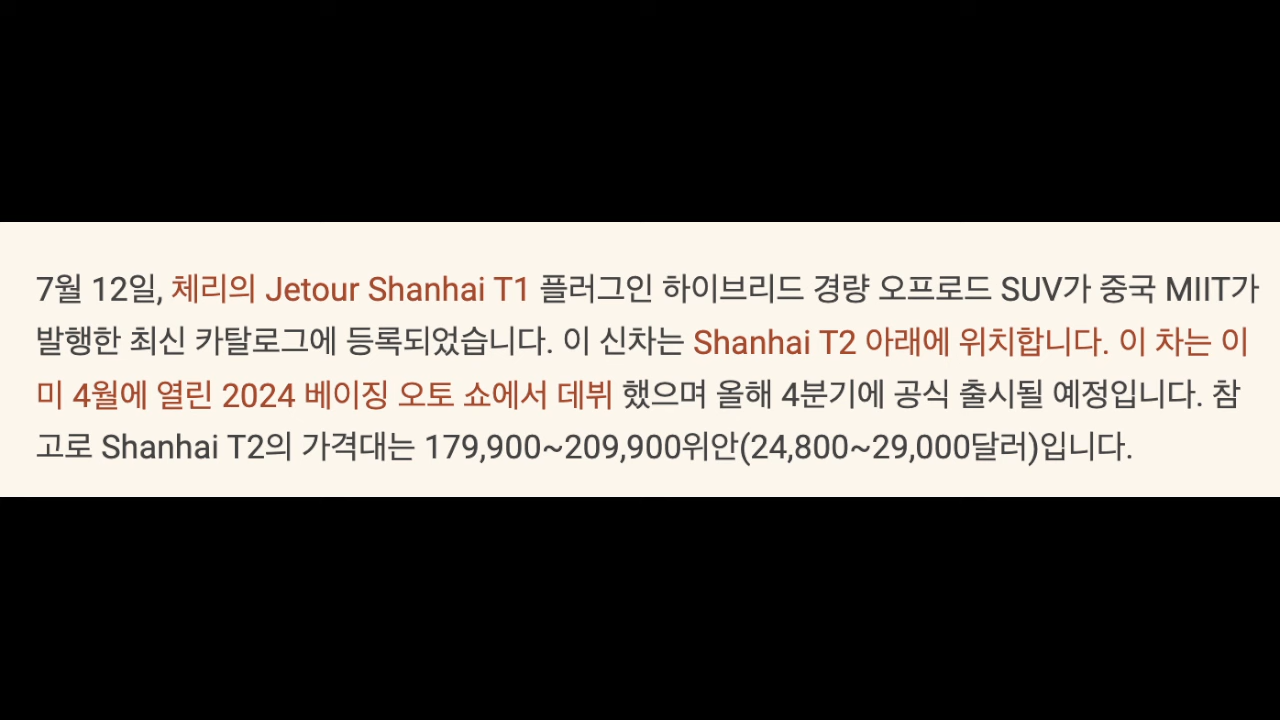 7월 12일, 체리의 Jetour Shanhai T1 플러그인 하이브리드 경량 오프로드 SUV가 중국 MIIT가
발행한 최신 카탈로그에 등록되었습니다. 이 신차는 Shanhai T2 아래에 위치합니다. 이 차는 이
미 4월에 열린 2024 베이징 오토 쇼에서 데뷔 했으며 올해 4분기에 공식 출시될 예정입니다. 참
고로 Shanhai T2의 가격대는 179,900~209,900위안(24,800~29,000달러)입니다.